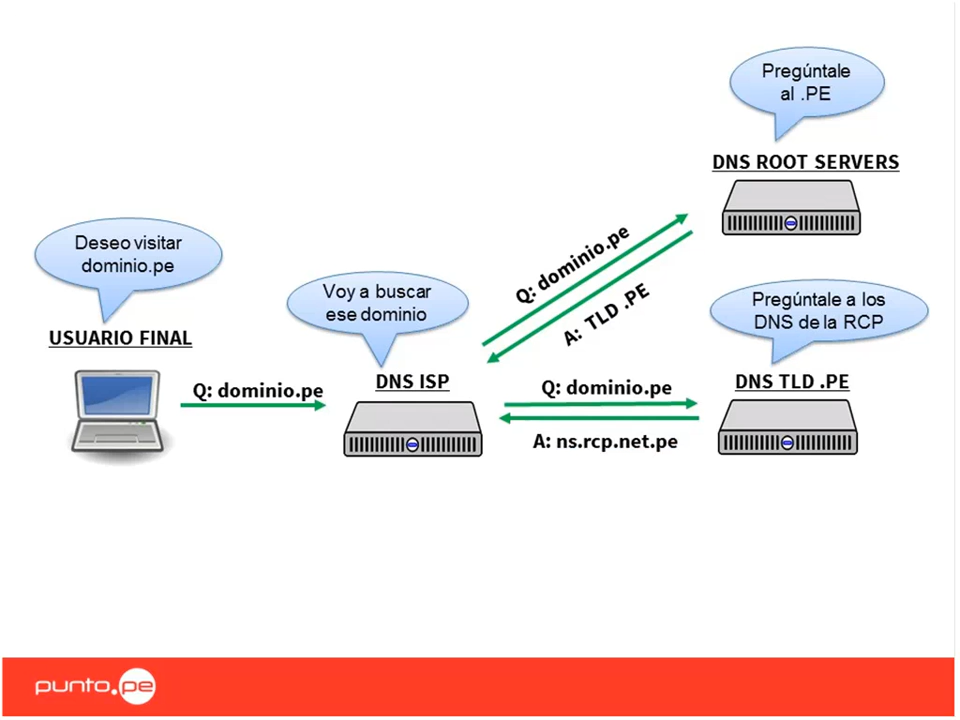 Pregúntale
al .PE
DNS ROOT SERVERS
Deseo visitar
dominio.pe
USUARIO FINAL
Q: dominio.pe
Voy a buscar
ese dominio
DNS ISP
Q: dominio.pe
A: TLD .PE
Pregúntale a los
DNS de la RCP
DNS TLD .PE
Q: dominio.pe
A: ns.rcp.net.pe
punto.pe